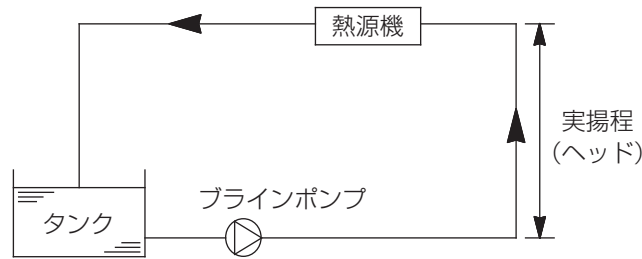 熱源機
実揚程
(ヘッド)
ブラインポンプ
タンク